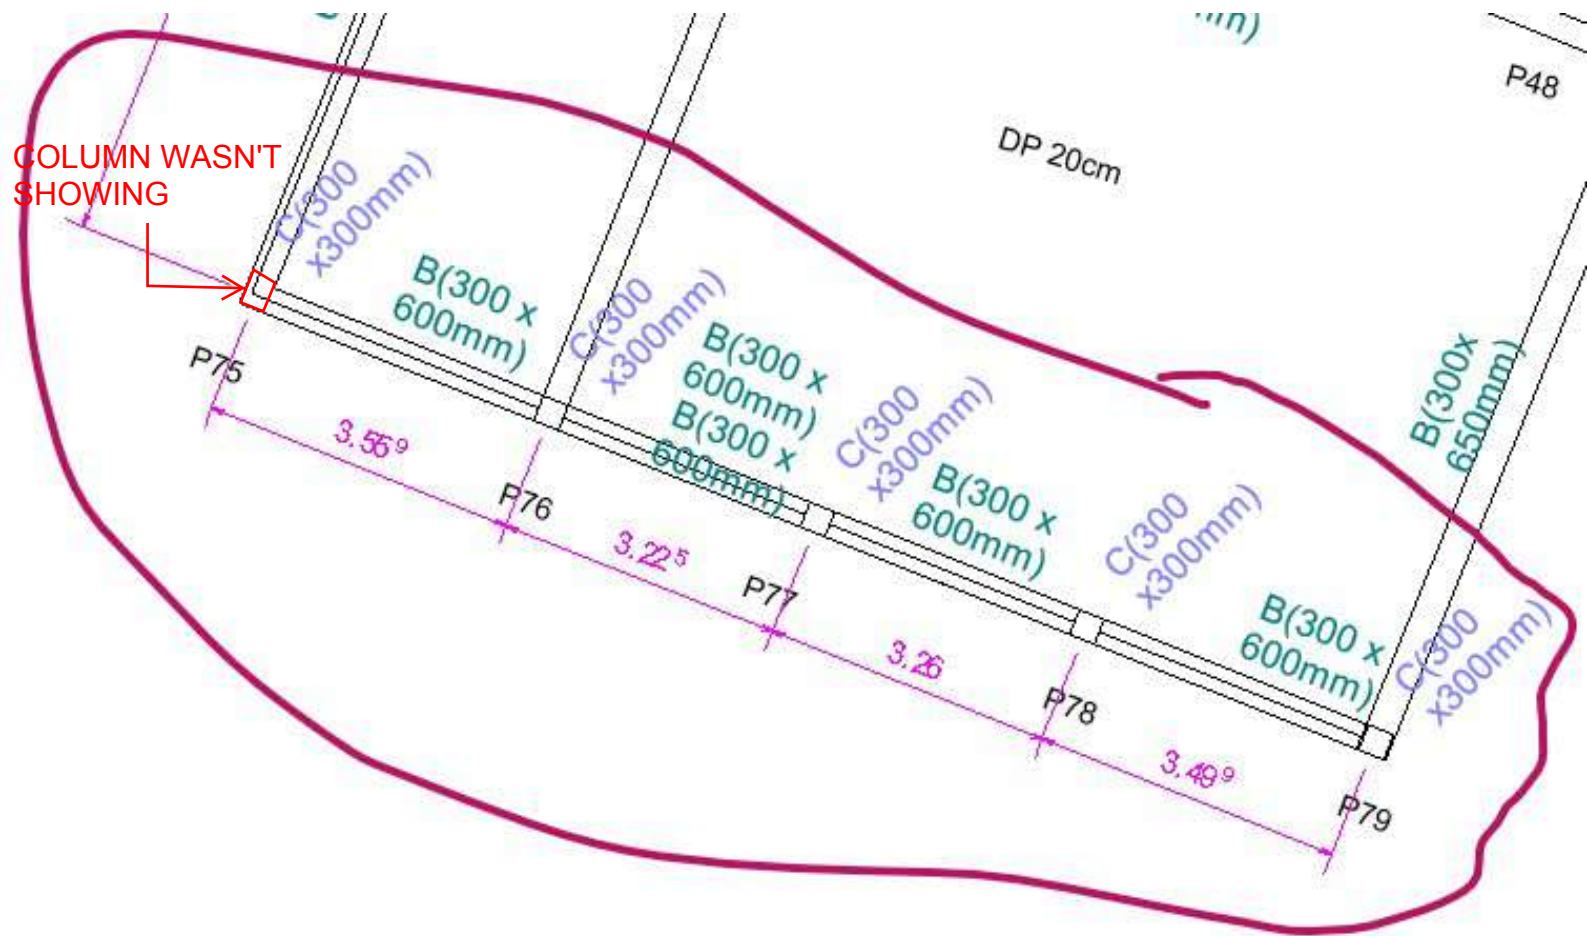 P48
DP 20cm
COLUMN WASN'T
SHOWING
C(300
x300mm)
B(300 x
600mm)
C(300
x300mm)
B(300 x
600mm)
B(300 x
600mm)
C(300
x300mm)
B(300 x
600mm)
C(300
x300mm)
B(300x
650mm)
B(300 x
600mm)
C(300
x300mm)
P75
3.55⁹
P76
3.22⁵
P77
3.26
P78
3.49⁹
P79